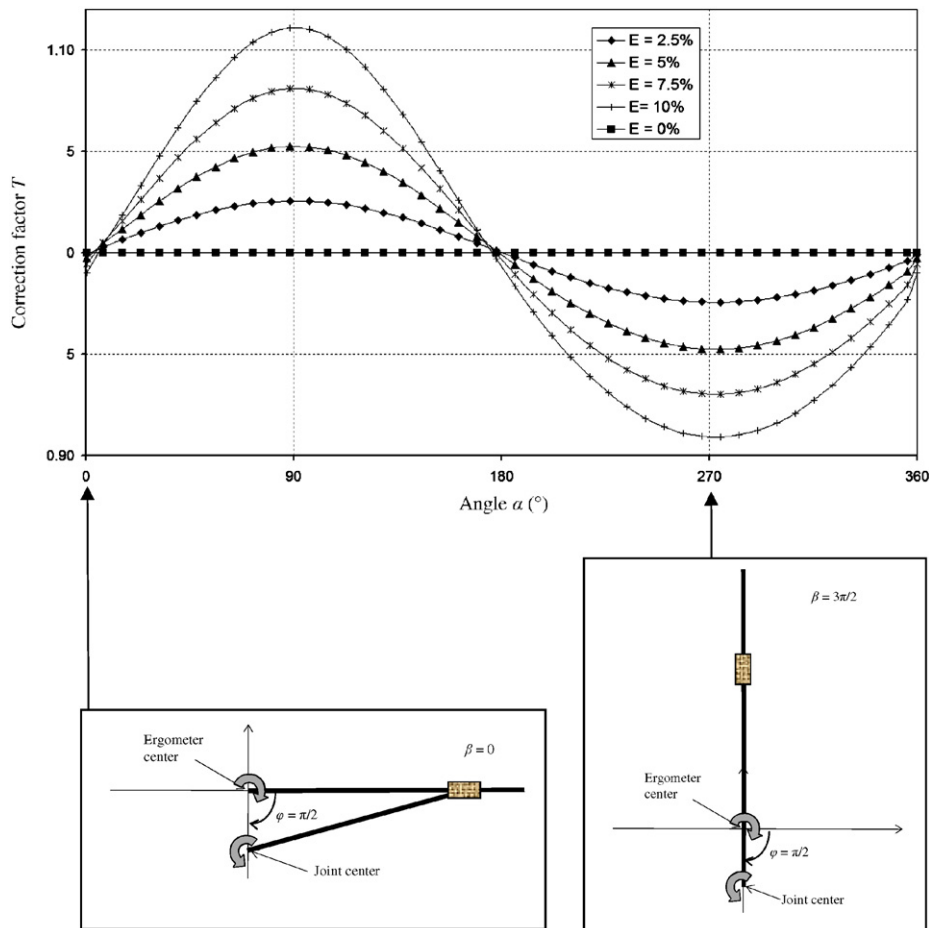 1.10
5
0
5
0.90
Correction factor T
E = 2.5%
E = 5%
E = 7.5%
E= 10%
E = 0%
0
90
180
270
360
Angle α (°)
Ergometer
center
β = 0
φ = π/2
Joint center
β = 3π/2
Ergometer
center
φ = π/2
Joint center